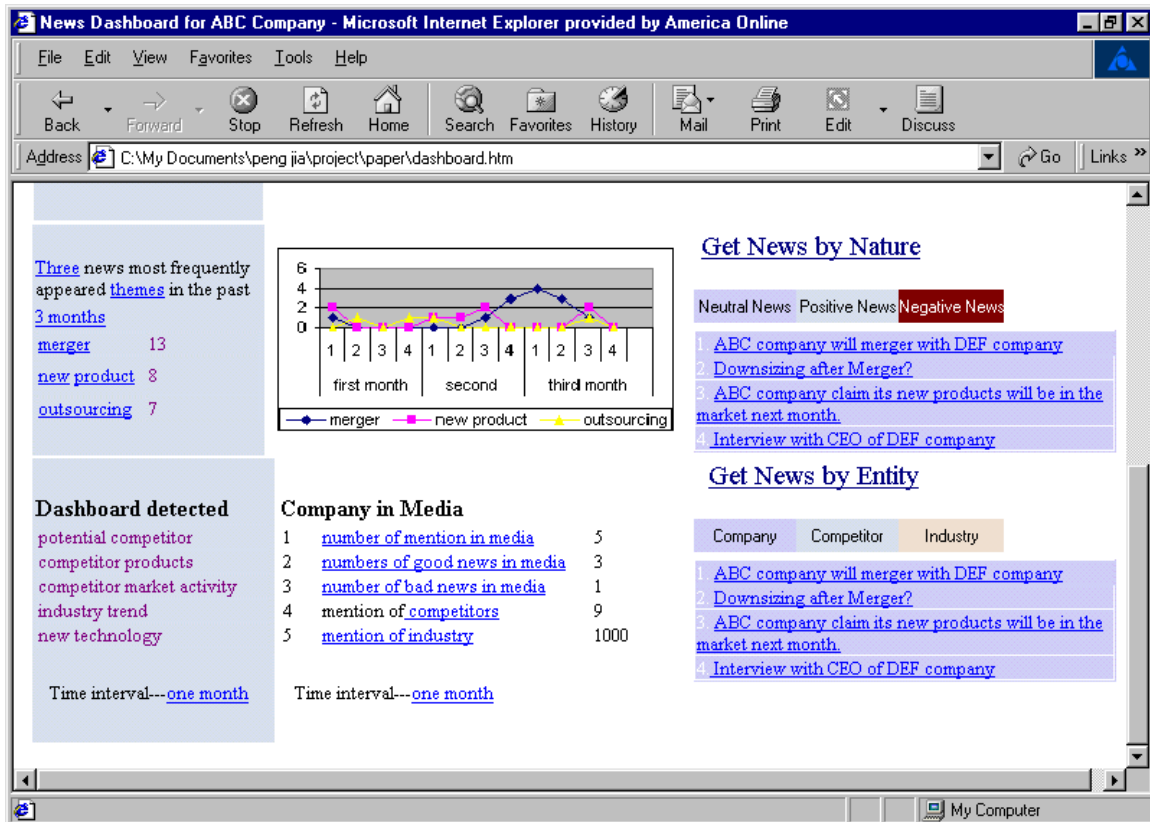 News Dashboard for ABC Company - Microsoft Internet Explorer provided by America Online
File Edit View Favorites Tools Help
Back Forward Stop Refresh Home Search Favorites History Mail Print Edit Discuss
Address C:\My Documents\peng jia\project\paper\dashboard.htm Go Links »
Three news most frequently
appeared themes in the past
3 months
merger 13
new product 8
outsourcing 7
6
4
2
0
1 2 3 4 1 2 3 4 1 2 3 4
first month second third month
merger new product outsourcing
Get News by Nature
Neutral News Positive News Negative News
1. ABC company will merger with DEF company
2. Downsizing after Merger?
3. ABC company claim its new products will be in the
market next month.
4. Interview with CEO of DEF company
Dashboard detected
potential competitor
competitor products
competitor market activity
industry trend
new technology
Time interval---one month
Company in Media
1 number of mention in media 5
2 numbers of good news in media 3
3 number of bad news in media 1
4 mention of competitors 9
5 mention of industry 1000
Time interval---one month
Get News by Entity
Company Competitor Industry
1. ABC company will merger with DEF company
2. Downsizing after Merger?
3. ABC company claim its new products will be in the
market next month.
4. Interview with CEO of DEF company
My Computer